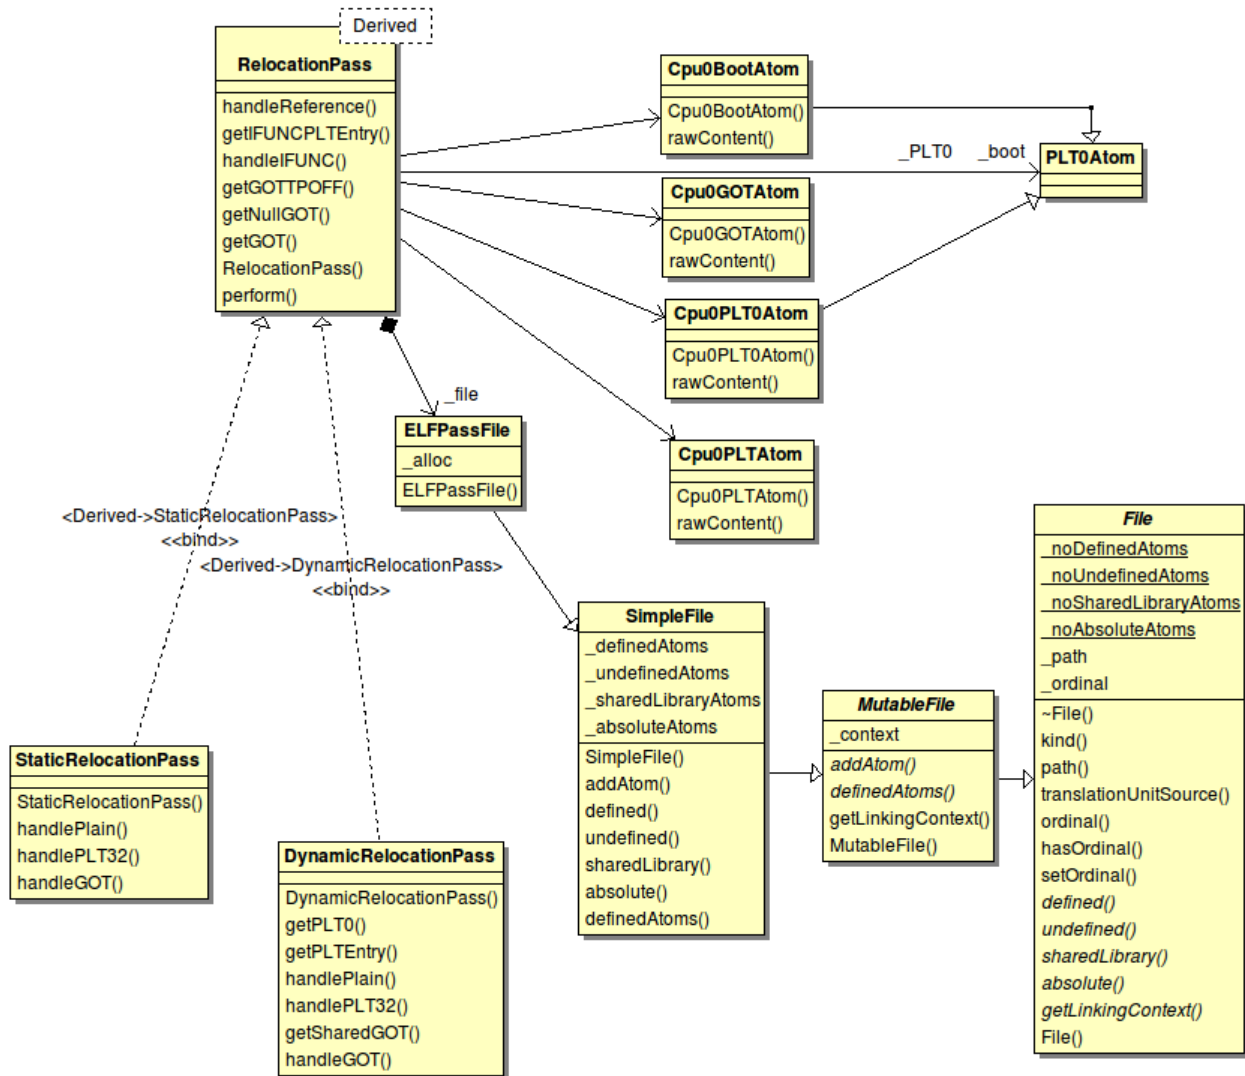 Derived
RelocationPass
handleReference()
getIFUNCPLTEntry()
handleIFUNC()
getGOTTPOFF()
getNullGOT()
getGOT()
RelocationPass()
perform()
Cpu0BootAtom
Cpu0BootAtom()
rawContent()
_PLT0 _boot
PLT0Atom
Cpu0GOTAtom
Cpu0GOTAtom()
rawContent()
Cpu0PLT0Atom
Cpu0PLT0Atom()
rawContent()
_file
ELFPassFile
_alloc
ELFPassFile()
Cpu0PLTAtom
Cpu0PLTAtom()
rawContent()
<Derived->StaticRelocationPass>
<<bind>>
<Derived->DynamicRelocationPass>
<<bind>>
File
_noDefinedAtoms
_noUndefinedAtoms
_noSharedLibraryAtoms
_noAbsoluteAtoms
_path
_ordinal
~File()
kind()
path()
translationUnitSource()
ordinal()
hasOrdinal()
setOrdinal()
defined()
undefined()
sharedLibrary()
absolute()
getLinkingContext()
File()
SimpleFile
_definedAtoms
_undefinedAtoms
_sharedLibraryAtoms
_absoluteAtoms
SimpleFile()
addAtom()
defined()
undefined()
sharedLibrary()
absolute()
definedAtoms()
MutableFile
_context
addAtom()
definedAtoms()
getLinkingContext()
MutableFile()
StaticRelocationPass
StaticRelocationPass()
handlePlain()
handlePLT32()
handleGOT()
DynamicRelocationPass
DynamicRelocationPass()
getPLT0()
getPLTEntry()
handlePlain()
handlePLT32()
getSharedGOT()
handleGOT()